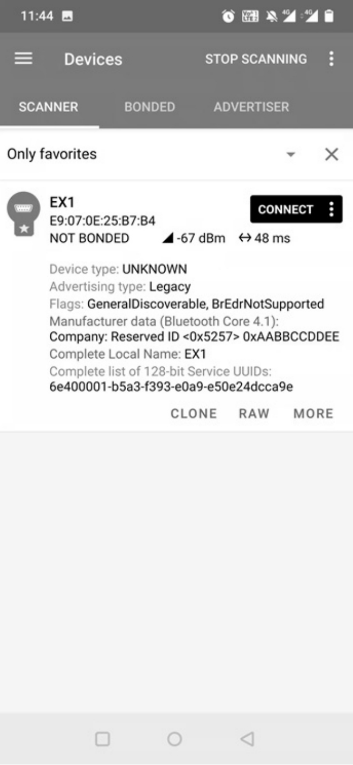 11:44
Devices STOP SCANNING
SCANNER BONDED ADVERTISER
Only favorites
EX1
E9:07:0E:25:B7:B4
CONNECT
NOT BONDED -67 dBm 48 ms
Device type: UNKNOWN
Advertising type: Legacy
Flags: GeneralDiscoverable, BrEdrNotSupported
Manufacturer data (Bluetooth Core 4.1):
Company: Reserved ID <0x5257> 0xAABBCCDDEE
Complete Local Name: EX1
Complete list of 128-bit Service UUIDs:
6e400001-b5a3-f393-e0a9-e50e24dcca9e
CLONE RAW MORE